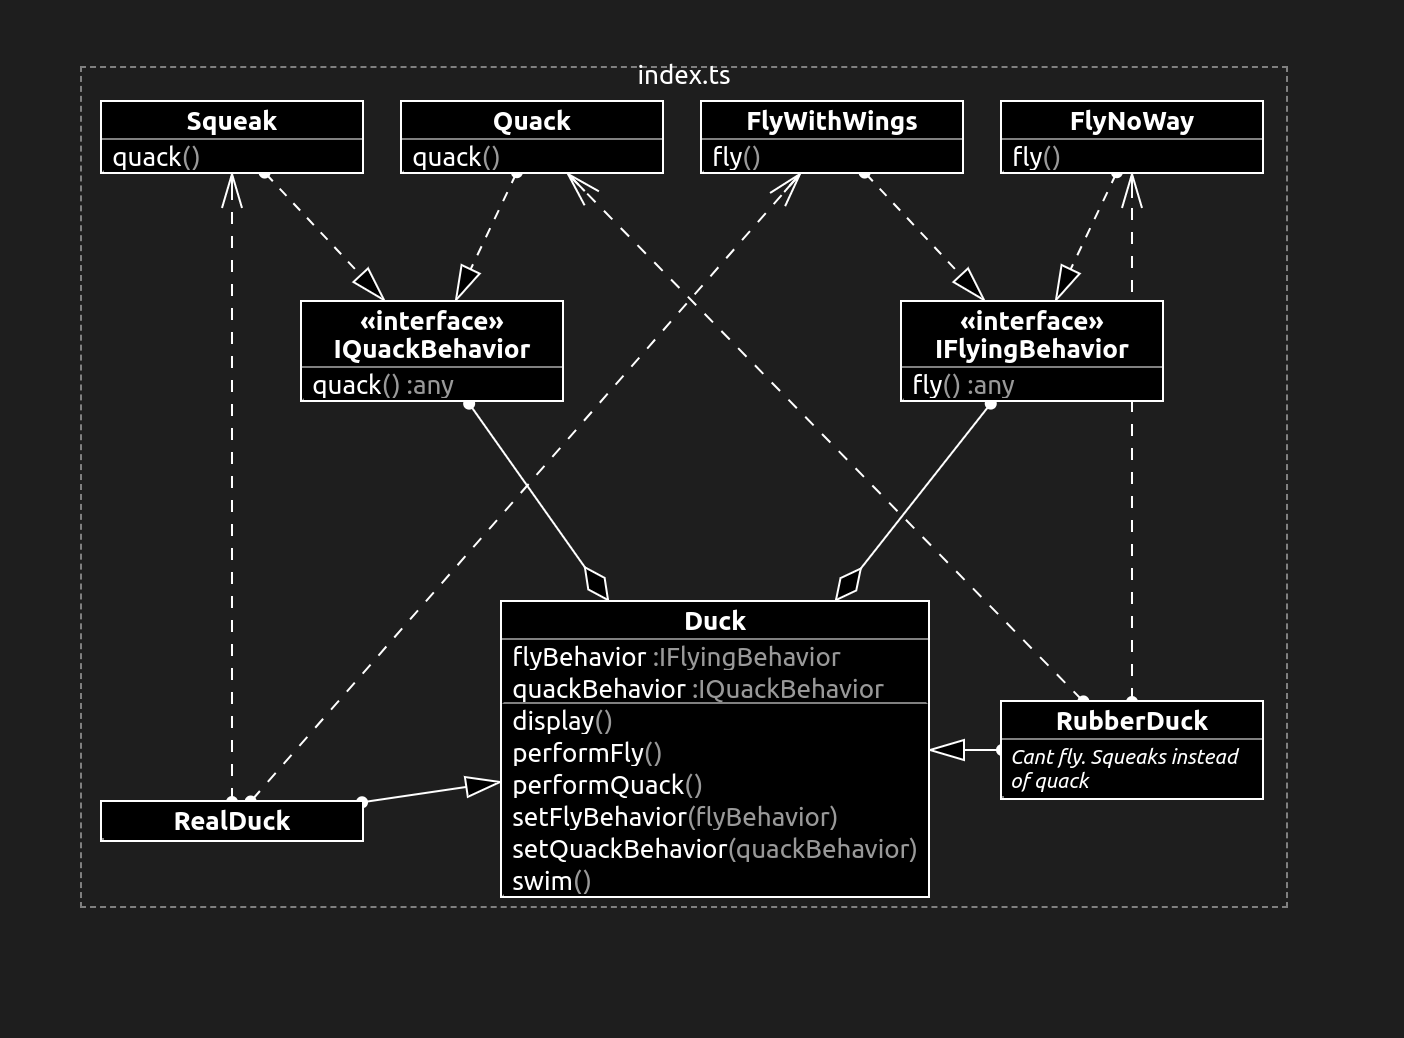 index.ts
Squeak
quack()
Quack
quack()
FlyWithWings
fly()
FlyNoWay
fly()
«interface»
IQuackBehavior
quack() :any
«interface»
IFlyingBehavior
fly() :any
Duck
flyBehavior :IFlyingBehavior
quackBehavior :IQuackBehavior
display()
performFly()
performQuack()
setFlyBehavior(flyBehavior)
setQuackBehavior(quackBehavior)
swim()
RubberDuck
Cant fly. Squeaks instead
of quack
RealDuck